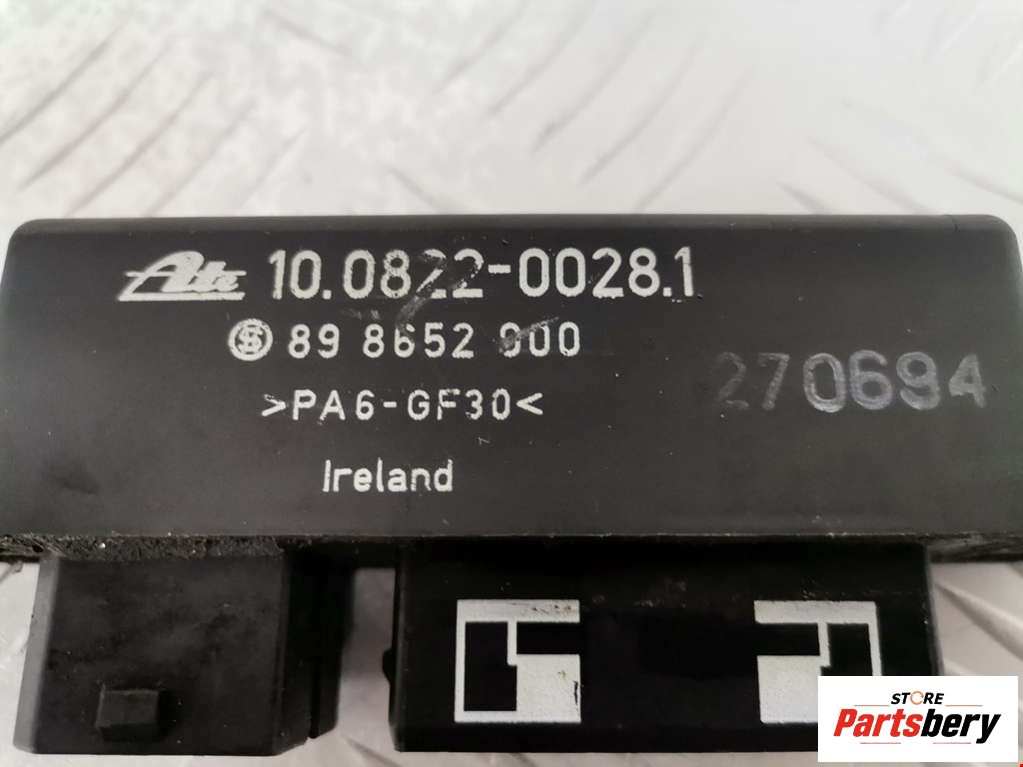 Ate 10.0822-0028.1
S 89 8652 900
>PA6-GF30<
270694
Ireland
STORE
Partsbery